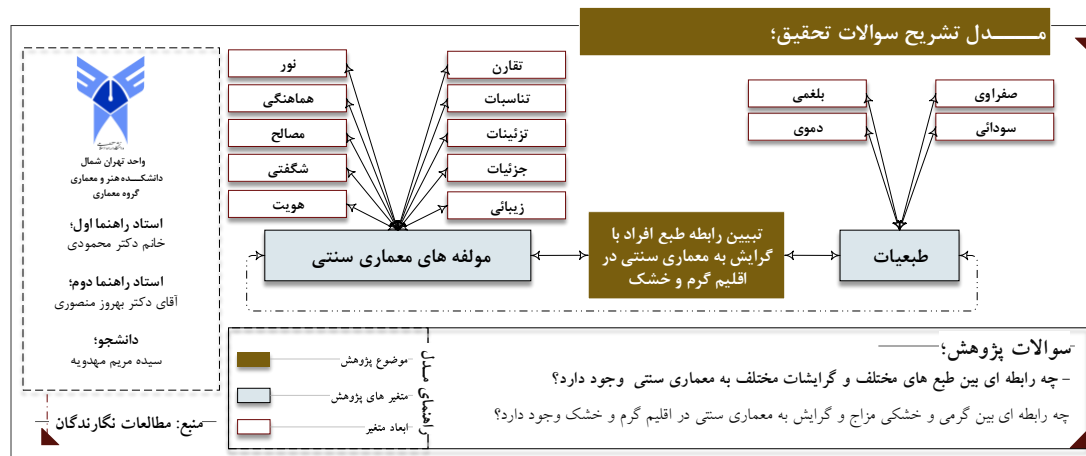 مـــــدل تشریح سوالات تحقیق؛
نور
هماهنگی
مصالح
شگفتی
هویت
تقارن
تناسبات
تزئینات
جزئیات
زیبائی
بلغمی
دموی
صفراوی
سودائی
مولفه های معماری سنتی
تبیین رابطه طبع افراد با
گرایش به معماری سنتی در
اقلیم گرم و خشک
طبعیات
واحد تهران شمال
دانشکـــده هنر و معماری
گروه معماری
استاد راهنما اول؛
خانم دکتر محمودی
استاد راهنما دوم؛
آقای دکتر بهروز منصوری
دانشجو؛
سیده مریم مهدویه
منبع: مطالعات نگارندگان
راهنمای مـدل
موضوع پژوهش
متغیر های پژوهش
ابعاد متغیر
سوالات پژوهش؛
- چه رابطه ای بین طبع های مختلف و گرایشات مختلف به معماری سنتی وجود دارد؟
چه رابطه ای بین گرمی و خشکی مزاج و گرایش به معماری سنتی در اقلیم گرم و خشک وجود دارد؟